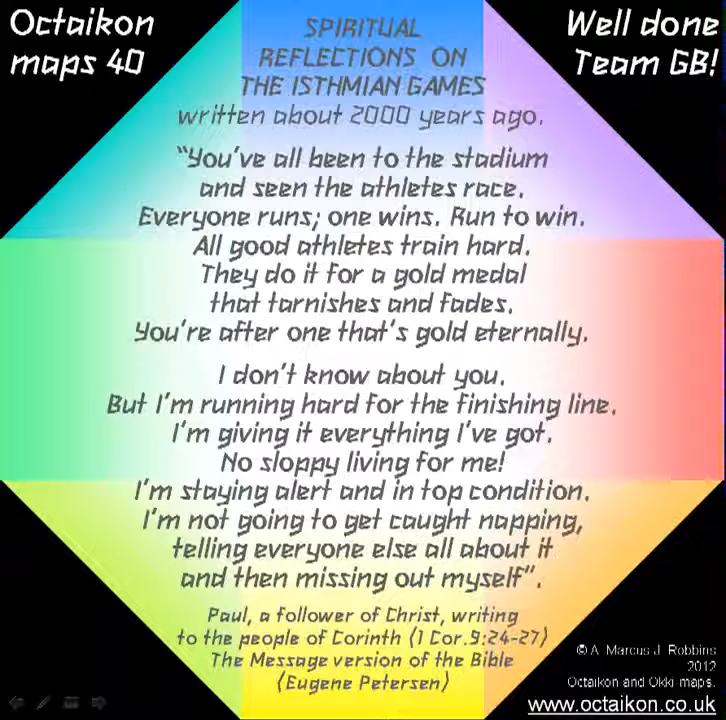 Octaikon
maps 40
Well done
Team GB!
SPIRITUAL
REFLECTIONS ON
THE ISTHMIAN GAMES
written about 2000 years ago.
"You've all been to the stadium
and seen the athletes race.
Everyone runs; one wins. Run to win.
All good athletes train hard.
They do it for a gold medal
that tarnishes and fades.
You're after one that's gold eternally.
I don't know about you.
But I'm running hard for the finishing line.
I'm giving it everything I've got.
No sloppy living for me!
I'm staying alert and in top condition.
I'm not going to get caught napping,
telling everyone else all about it
and then missing out myself".
Paul, a follower of Christ, writing
to the people of Corinth (1 Cor.9:24-27)
The Message version of the Bible
(Eugene Petersen)
© A. Marcus J. Robbins
2012
Octaikon and Okki-maps.
www.octaikon.co.uk